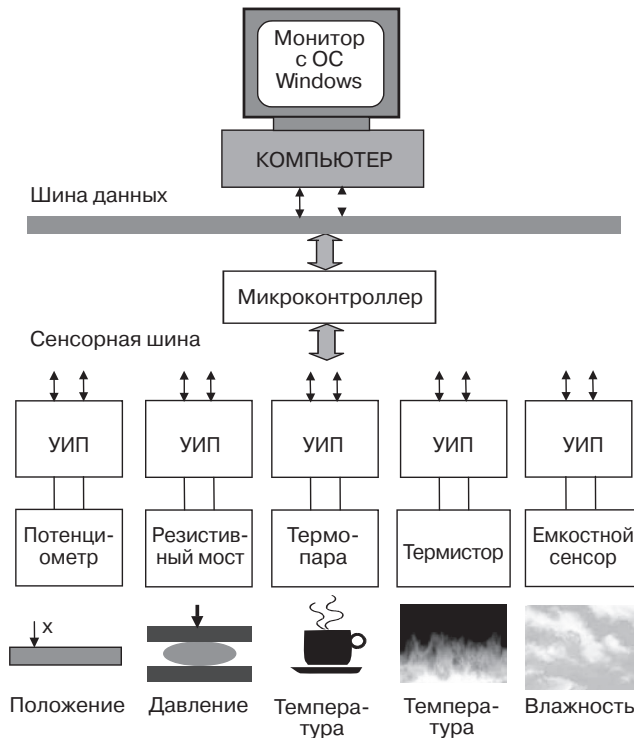 Монитор
с ОС
Windows
КОМПЬЮТЕР
Шина данных
Микроконтроллер
Сенсорная шина
УИП
УИП
УИП
УИП
УИП
Потенци-
ометр
Резистив-
ный мост
Термо-
пара
Термистор
Емкостной
сенсор
x
Положение
Давление
Темпера-
тура
Темпера-
тура
Влажность